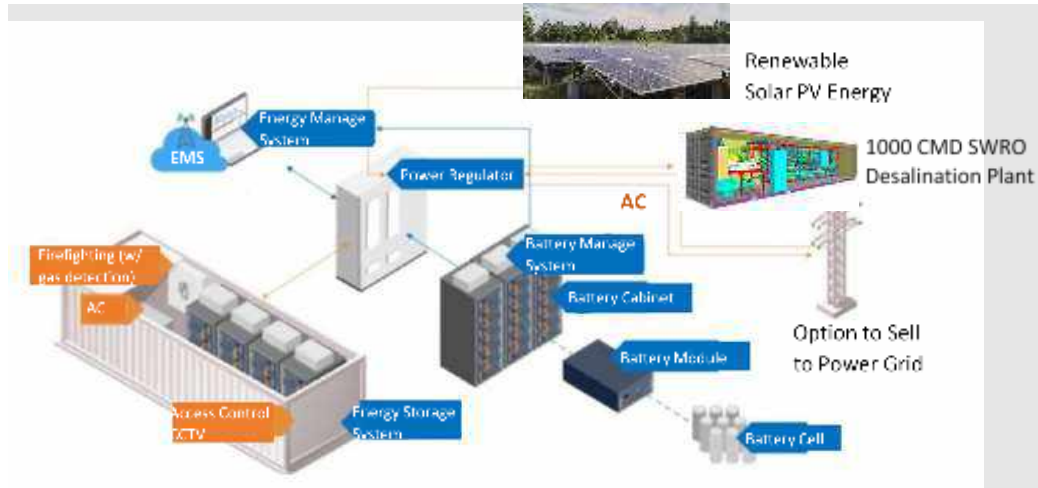 Renewable
Solar PV Energy
Energy Manage
System
EMS
1000 CMD SWRO
Desalination Plant
Power Regulator
AC
Firefighting (w/
gas detection)
Battery Manage
System
AC
Battery Cabinet
Option to Sell
to Power Grid
Battery Module
Access Control
CCTV
Energy Storage
System
Battery Cell